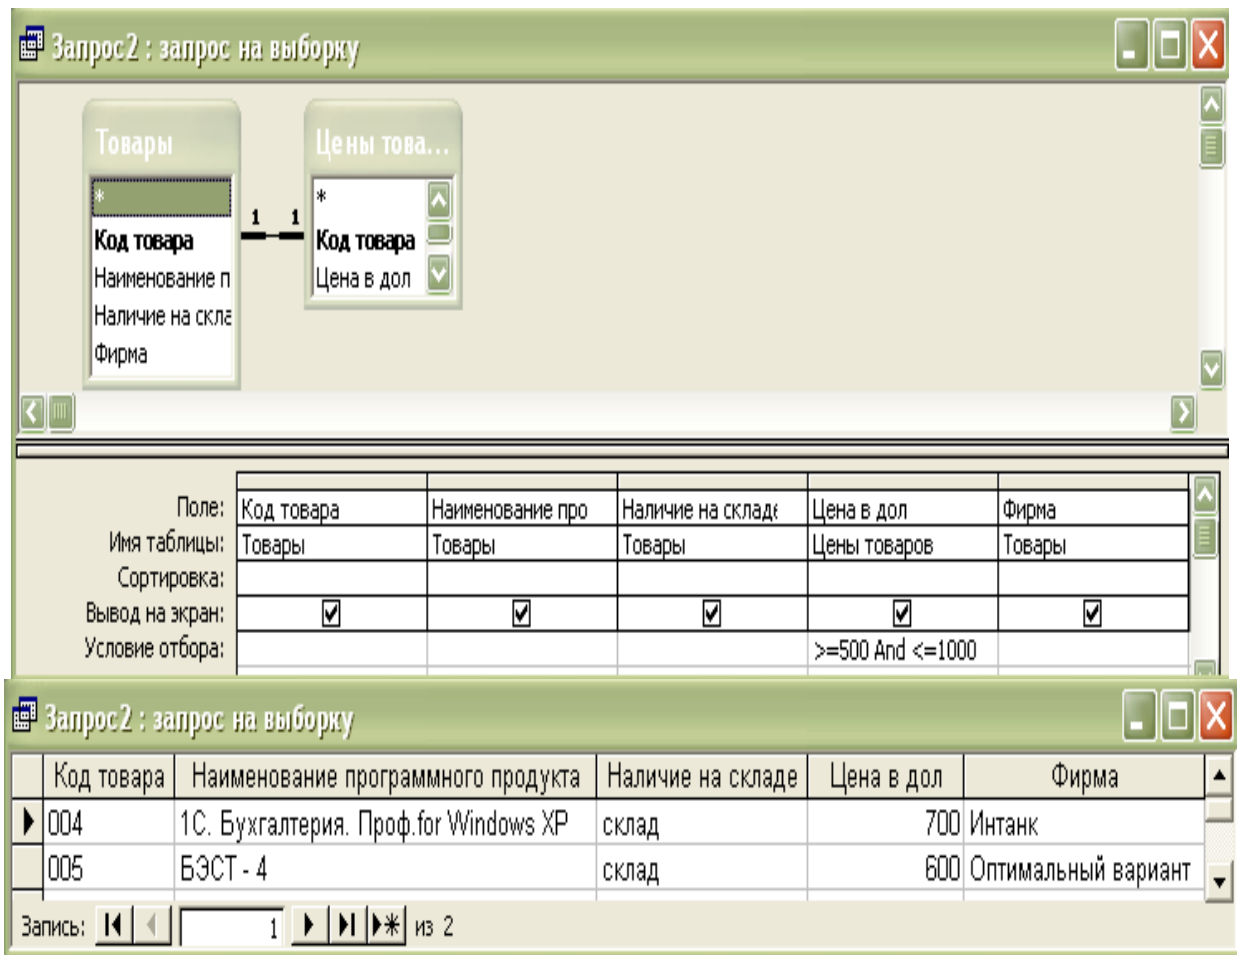 Запрос2 : запрос на выборку
Товары
*
Код товара
Наименование п
Наличие на скла
Фирма
1 1
Цены това...
*
Код товара
Цена в дол
Поле: Код товара Наименование про Наличие на складе Цена в дол Фирма
Имя таблицы: Товары Товары Товары Цены товаров Товары
Сортировка:
Вывод на экран:
Условие отбора: >=500 And <=1000
Запрос2 : запрос на выборку
Код товара Наименование программного продукта Наличие на складе Цена в дол Фирма
004 1С. Бухгалтерия. Проф.for Windows XP склад 700 Интанк
005 БЭСТ - 4 склад 600 Оптимальный вариант
Запись: 1 из 2